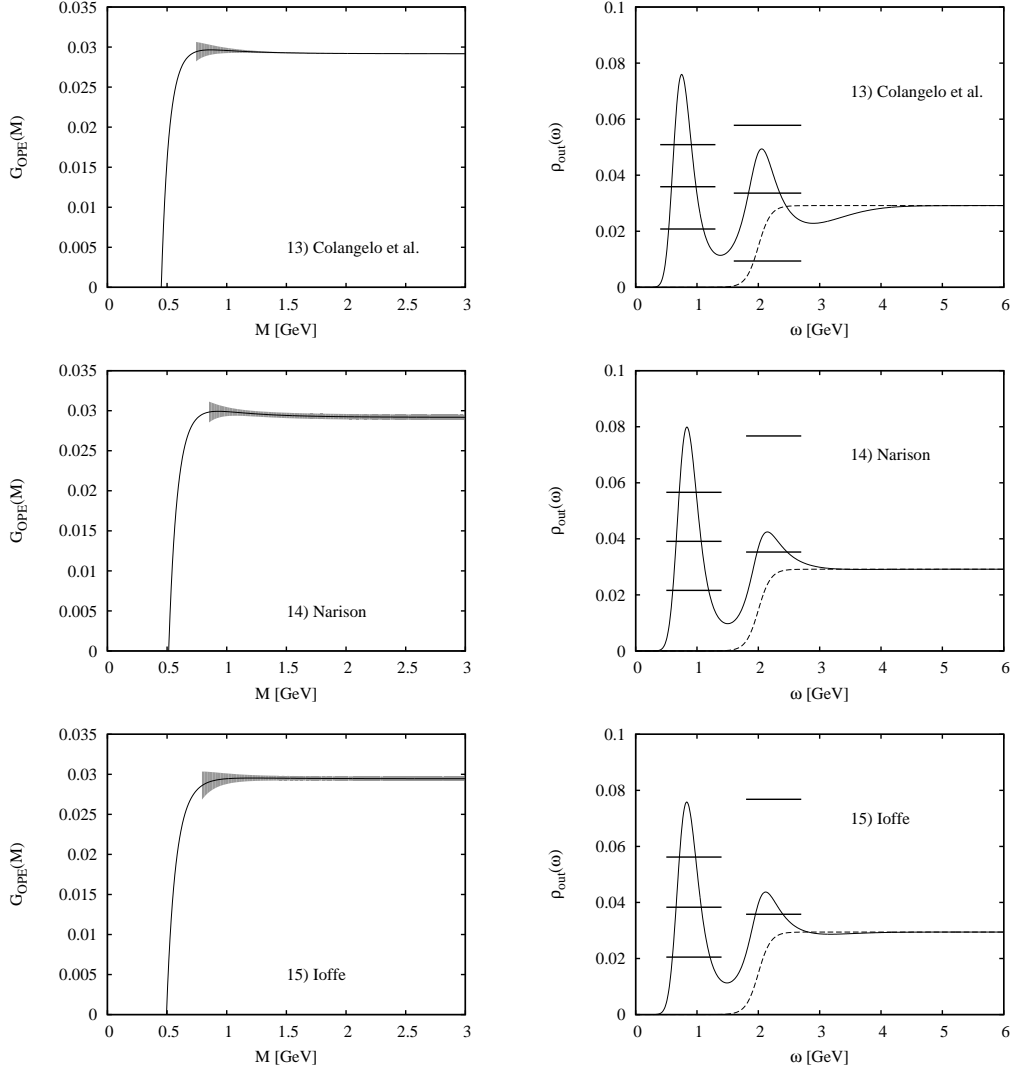 0.035
0.03
0.025
0.02
0.015
0.01
0.005
0
G_OPE(M)
13) Colangelo et al.
0 0.5 1 1.5 2 2.5 3
M [GeV]
0.1
0.08
0.06
0.04
0.02
0
ρ_out(ω)
13) Colangelo et al.
0 1 2 3 4 5 6
ω [GeV]
0.035
0.03
0.025
0.02
0.015
0.01
0.005
0
G_OPE(M)
14) Narison
0 0.5 1 1.5 2 2.5 3
M [GeV]
0.1
0.08
0.06
0.04
0.02
0
ρ_out(ω)
14) Narison
0 1 2 3 4 5 6
ω [GeV]
0.035
0.03
0.025
0.02
0.015
0.01
0.005
0
G_OPE(M)
15) Ioffe
0 0.5 1 1.5 2 2.5 3
M [GeV]
0.1
0.08
0.06
0.04
0.02
0
ρ_out(ω)
15) Ioffe
0 1 2 3 4 5 6
ω [GeV]